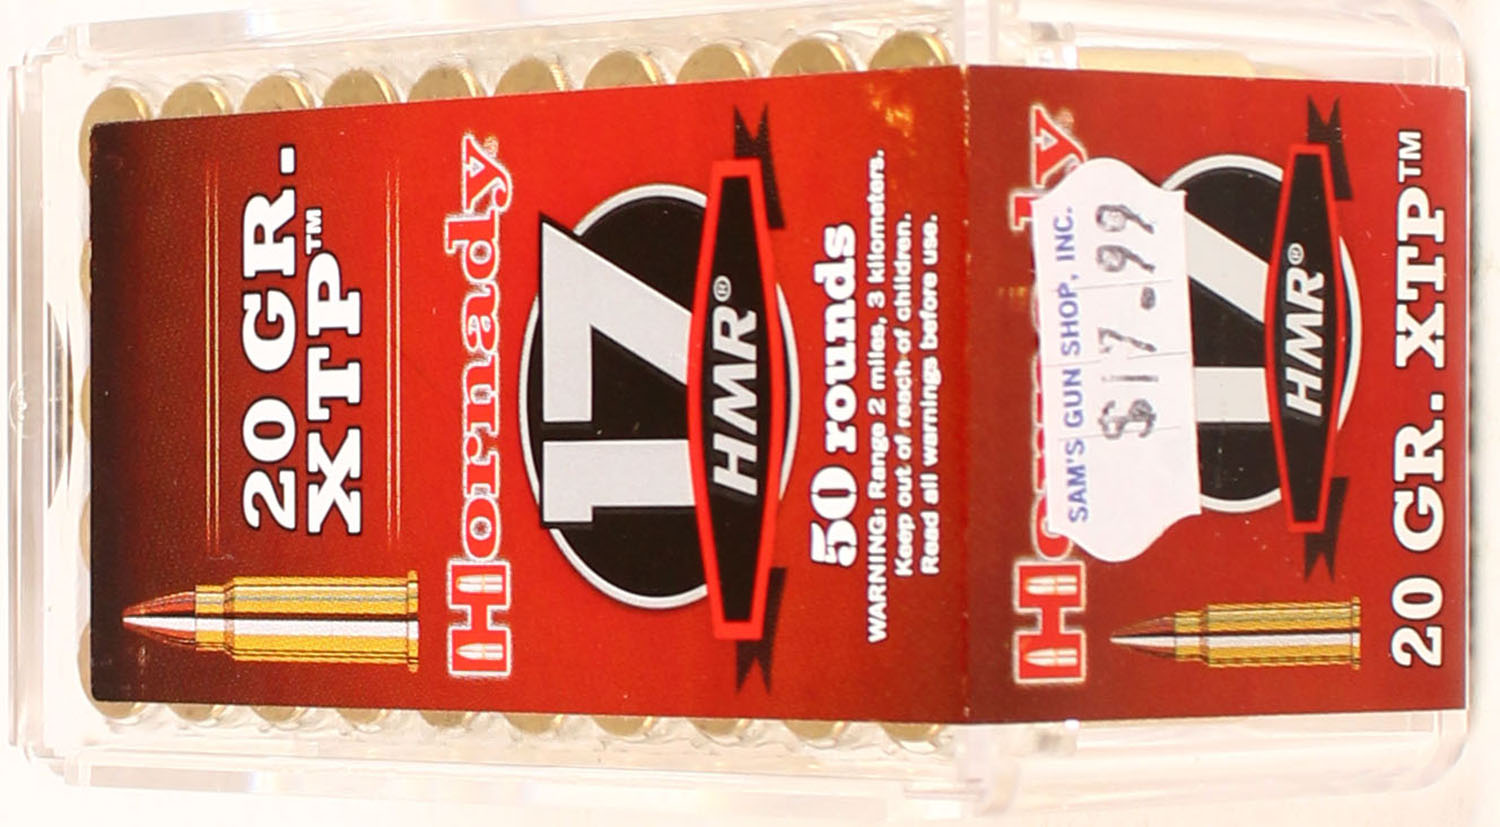 20 GR.
XTP™
Hornady®
17
HMR®
50 rounds
WARNING: Range 2 miles, 3 kilometers.
Keep out of reach of children.
Read all warnings before use.
SAM'S GUN SHOP, INC.
$17.99
HMR®
20 GR. XTP™